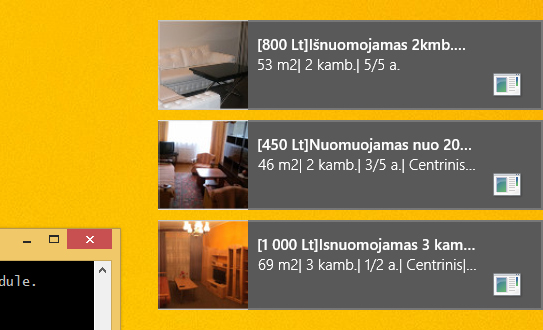 [800 Lt]Išnuomojamas 2kmb....
53 m2| 2 kamb.| 5/5 a.
[450 Lt]Nuomuojamas nuo 20...
46 m2| 2 kamb.| 3/5 a.| Centrinis...
[1 000 Lt]Isnuomojamas 3 kam...
69 m2| 3 kamb.| 1/2 a.| Centrinis|...
dule.